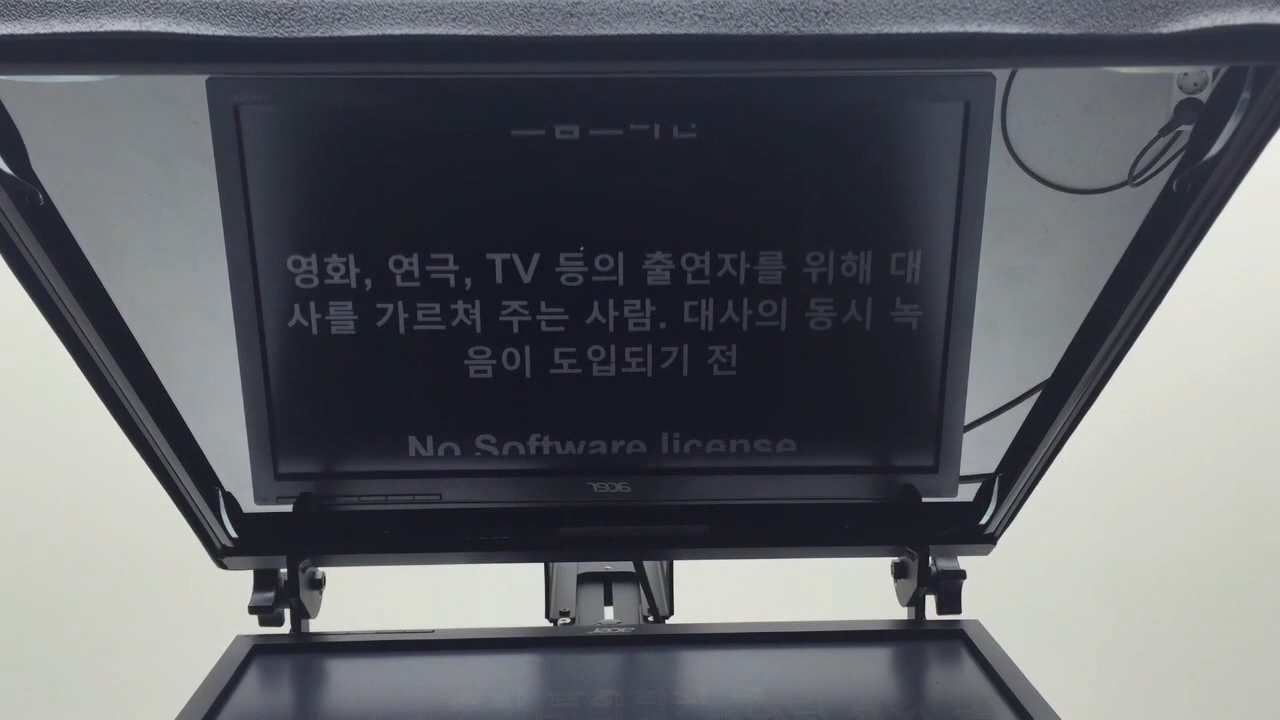 영화, 연극, TV 등의 출연자를 위해 대
사를 가르쳐 주는 사람. 대사의 동시 녹
음이 도입되기 전
No Software license
acer
acer